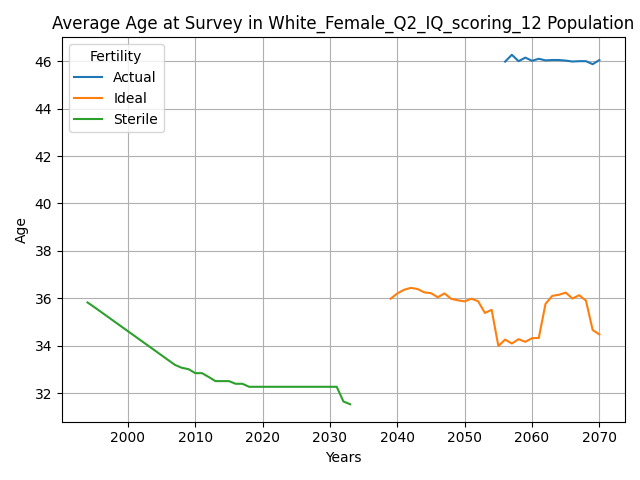 Average Age at Survey in White_Female_Q2_IQ_scoring_12 Population
Fertility
Actual
Ideal
Sterile
Age
46
44
42
40
38
36
34
32
2000 2010 2020 2030 2040 2050 2060 2070
Years